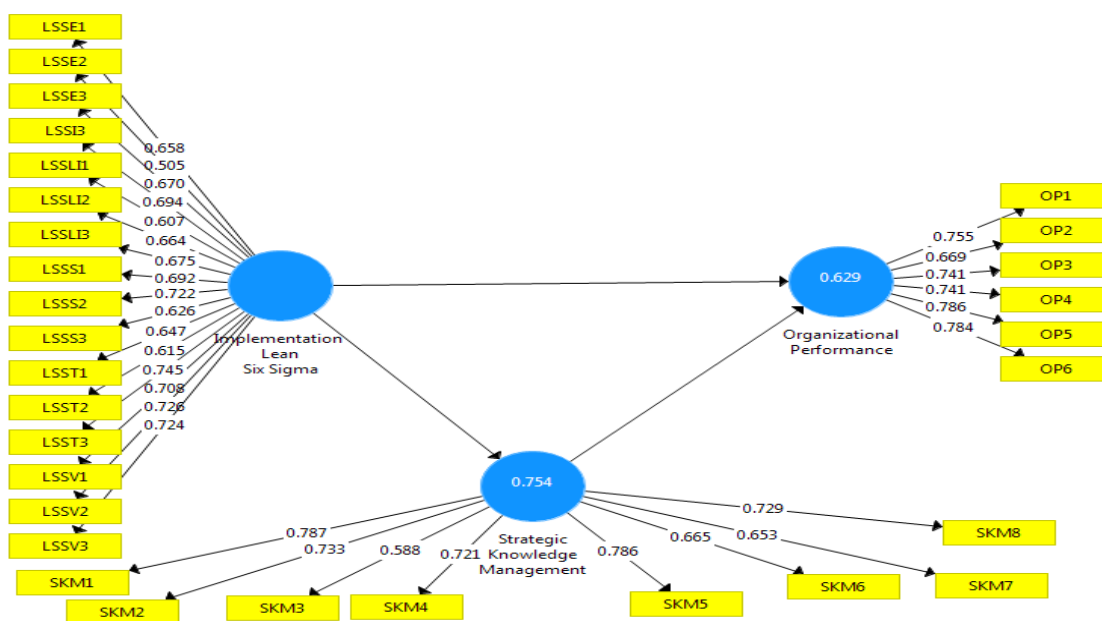 LSSE1
LSSE2
LSSE3
LSSI3
LSSLI1
LSSLI2
LSSLI3
LSSS1
LSSS2
LSSS3
LSST1
LSST2
LSST3
LSSV1
LSSV2
LSSV3
0.658
0.505
0.670
0.694
0.607
0.664
0.675
0.692
0.722
0.626
0.647
0.615
0.745
0.708
0.726
0.724
Implementation
Lean
Six Sigma
0.629
Organizational
Performance
0.755
0.669
0.741
0.741
0.786
0.784
OP1
OP2
OP3
OP4
OP5
OP6
0.754
Strategic
Knowledge
Management
0.787
0.733
0.588
0.721
0.786
0.665
0.653
0.729
SKM1
SKM2
SKM3
SKM4
SKM5
SKM6
SKM7
SKM8